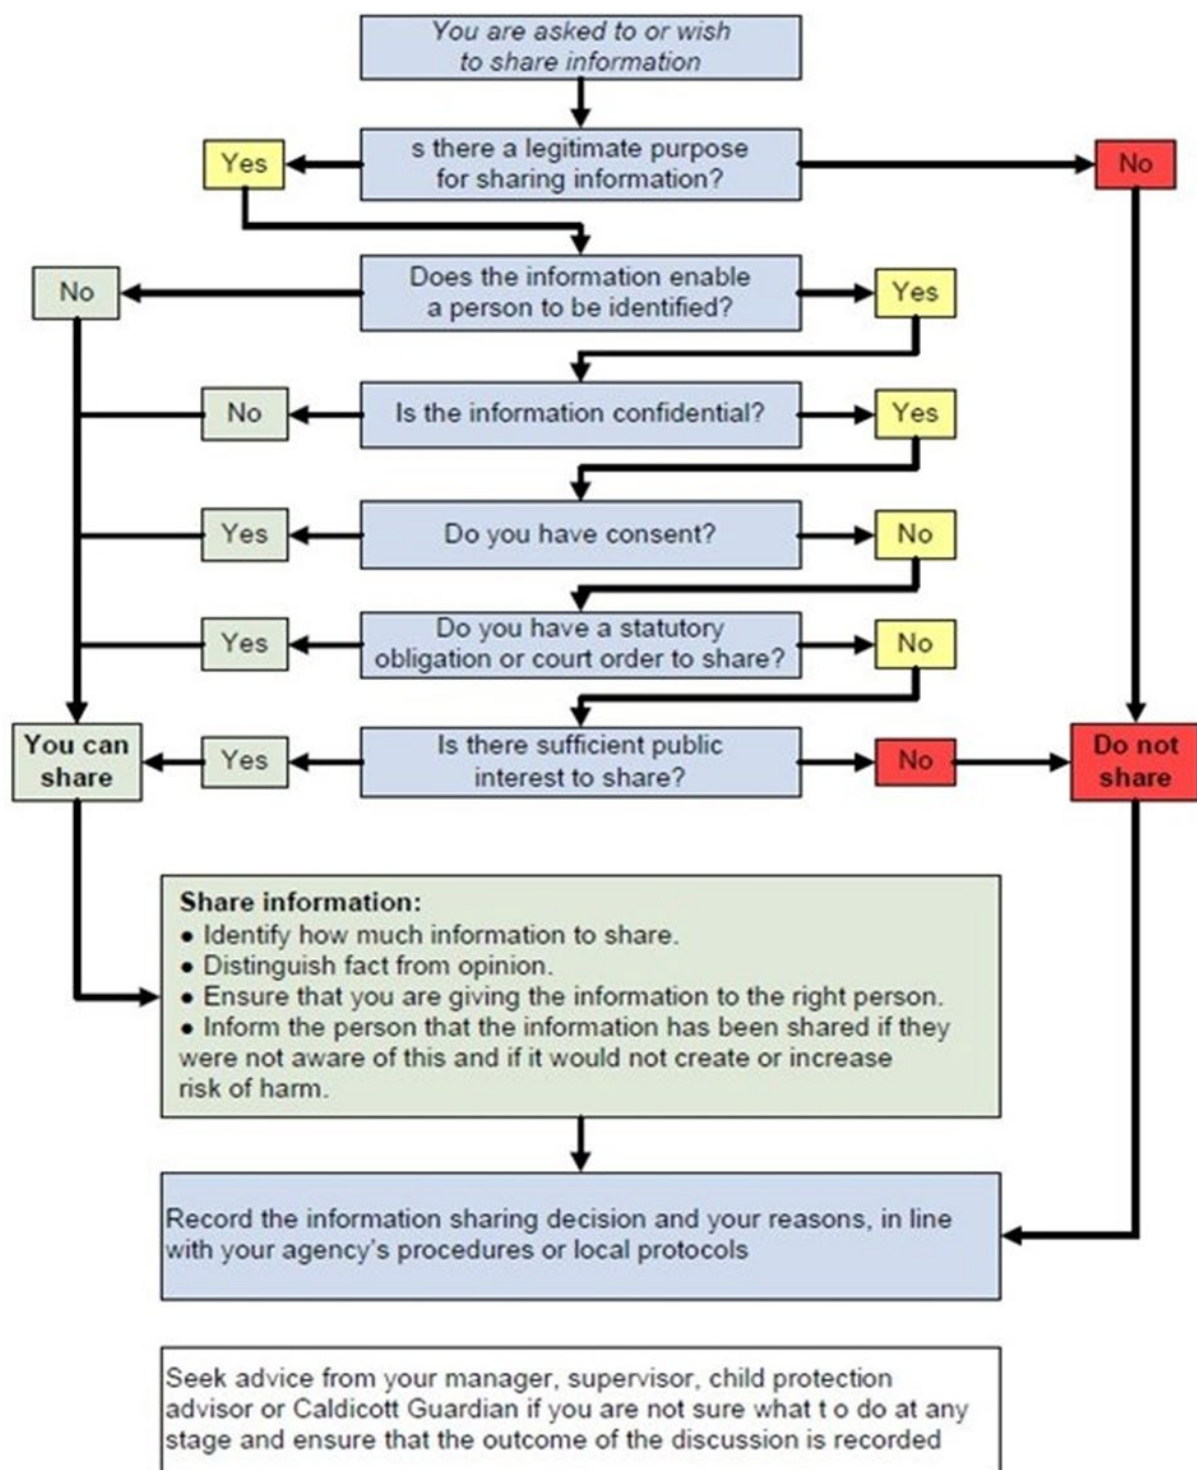 You are asked to or wish
to share information
s there a legitimate purpose
for sharing information?
Yes
No
Does the information enable
a person to be identified?
No
Yes
Is the information confidential?
No
Yes
Do you have consent?
Yes
No
Do you have a statutory
obligation or court order to share?
Yes
No
Is there sufficient public
interest to share?
Yes
No
You can
share
Do not
share
Share information:
● Identify how much information to share.
● Distinguish fact from opinion.
● Ensure that you are giving the information to the right person.
● Inform the person that the information has been shared if they
were not aware of this and if it would not create or increase
risk of harm.
Record the information sharing decision and your reasons, in line
with your agency's procedures or local protocols
Seek advice from your manager, supervisor, child protection
advisor or Caldicott Guardian if you are not sure what t o do at any
stage and ensure that the outcome of the discussion is recorded